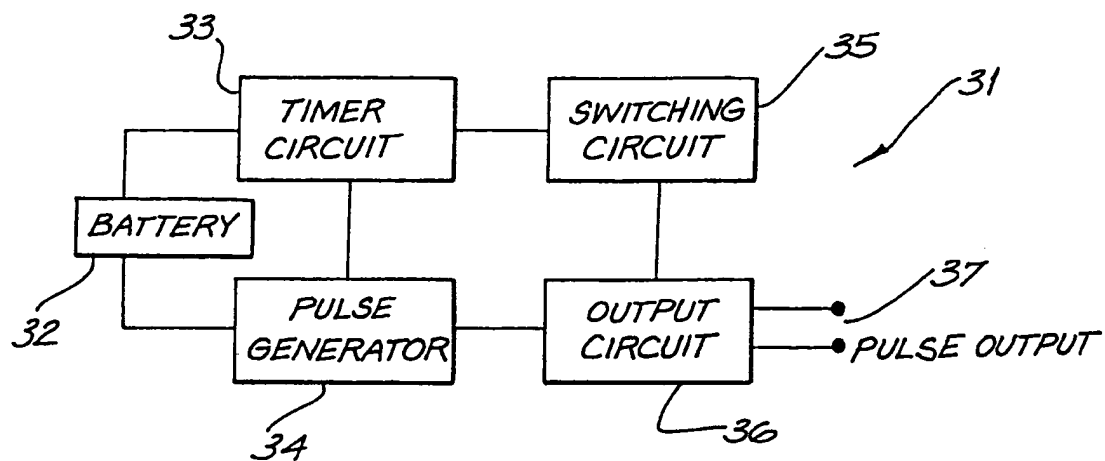 33
35
31
TIMER
CIRCUIT
SWITCHING
CIRCUIT
BATTERY
32
37
PULSE
GENERATOR
OUTPUT
CIRCUIT
PULSE OUTPUT
34
36